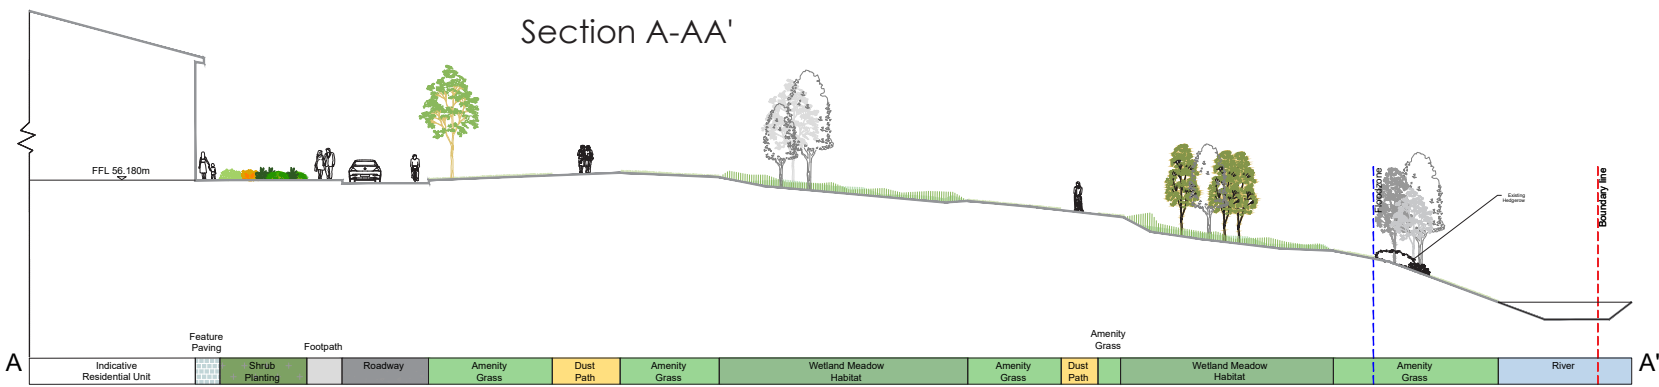 Section A-AA'
FFL 56.180m
Floodzone
Existing
Hedgerow
Boundary line
Feature
Paving
Footpath
Amenity
Grass
A
Indicative
Residential Unit
Shrub
Planting
Roadway
Amenity
Grass
Dust
Path
Amenity
Grass
Wetland Meadow
Habitat
Amenity
Grass
Dust
Path
Wetland Meadow
Habitat
Amenity
Grass
River
A'